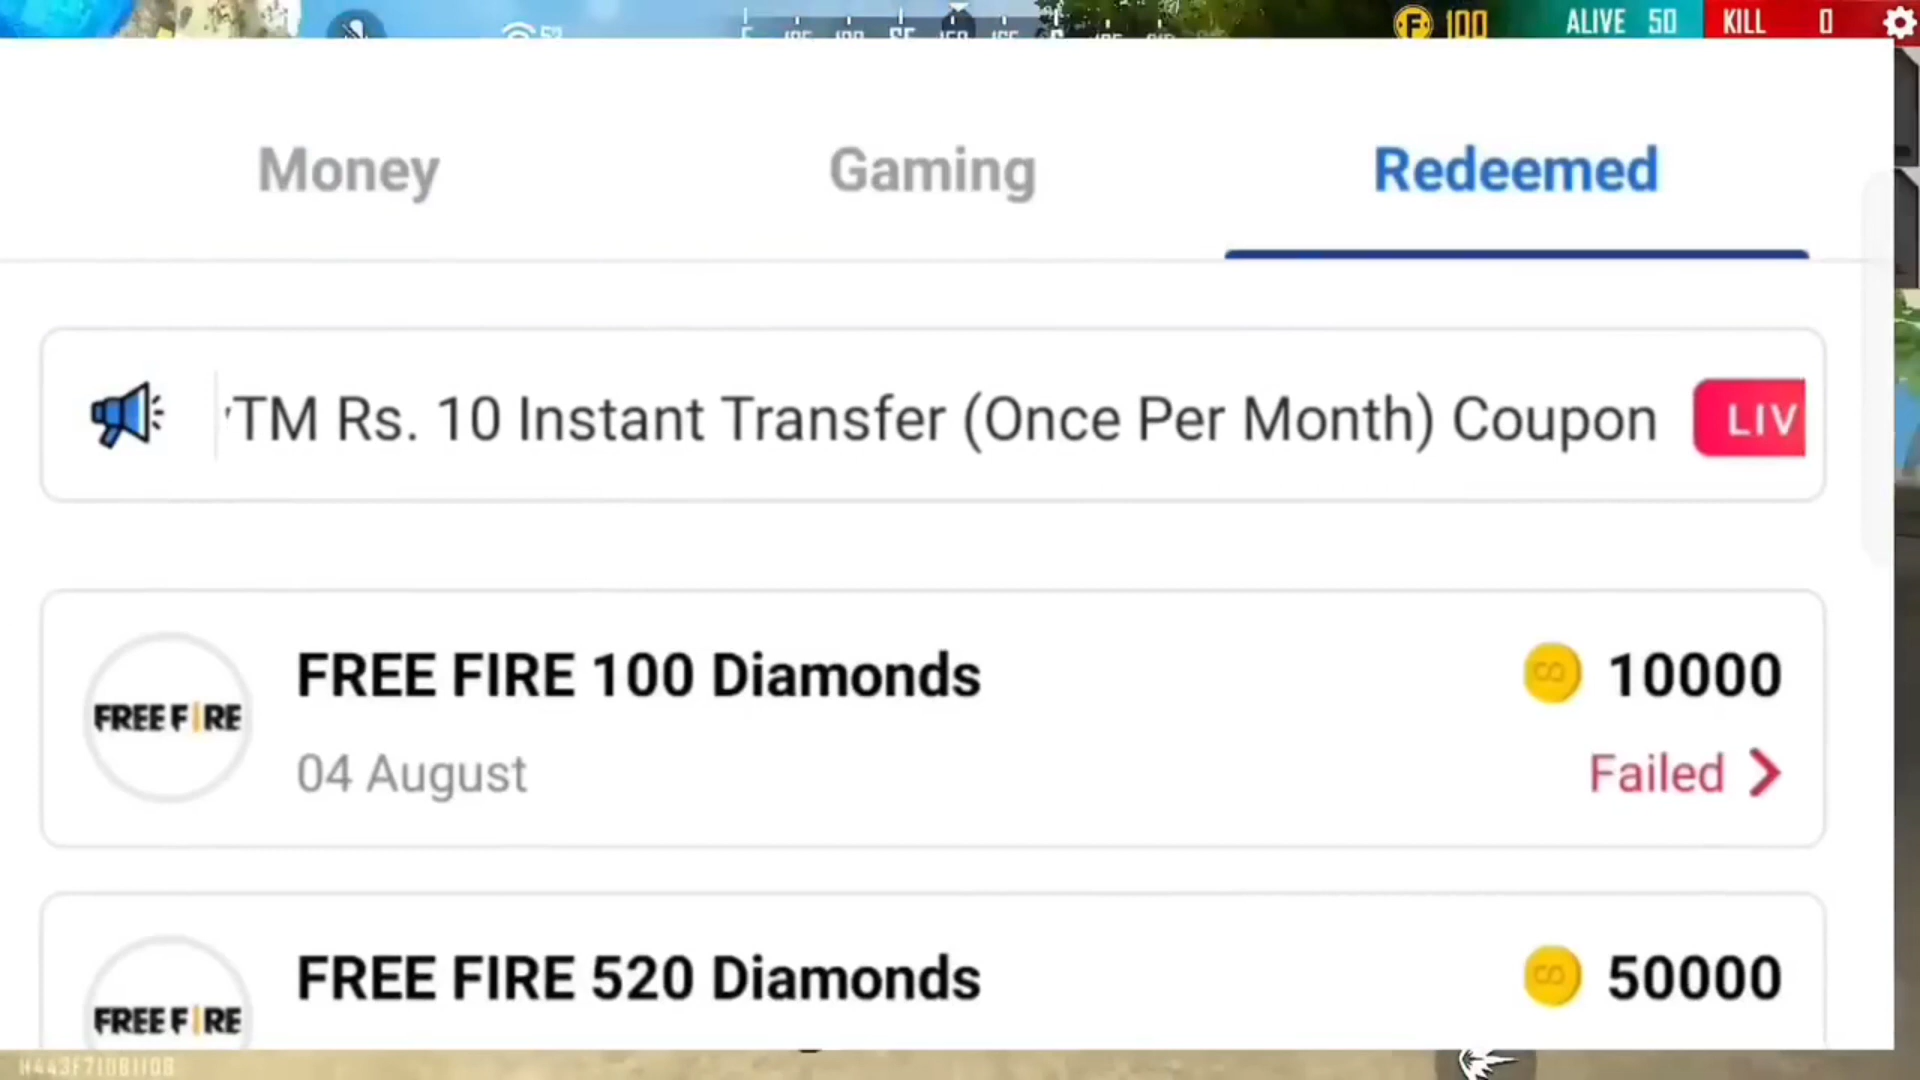 100 ALIVE 50 KILL 0
Money Gaming Redeemed
TM Rs. 10 Instant Transfer (Once Per Month) Coupon LIV
FREE FIRE 100 Diamonds 10000
FREE FIRE
04 August Failed
FREE FIRE 520 Diamonds 50000
FREE FIRE